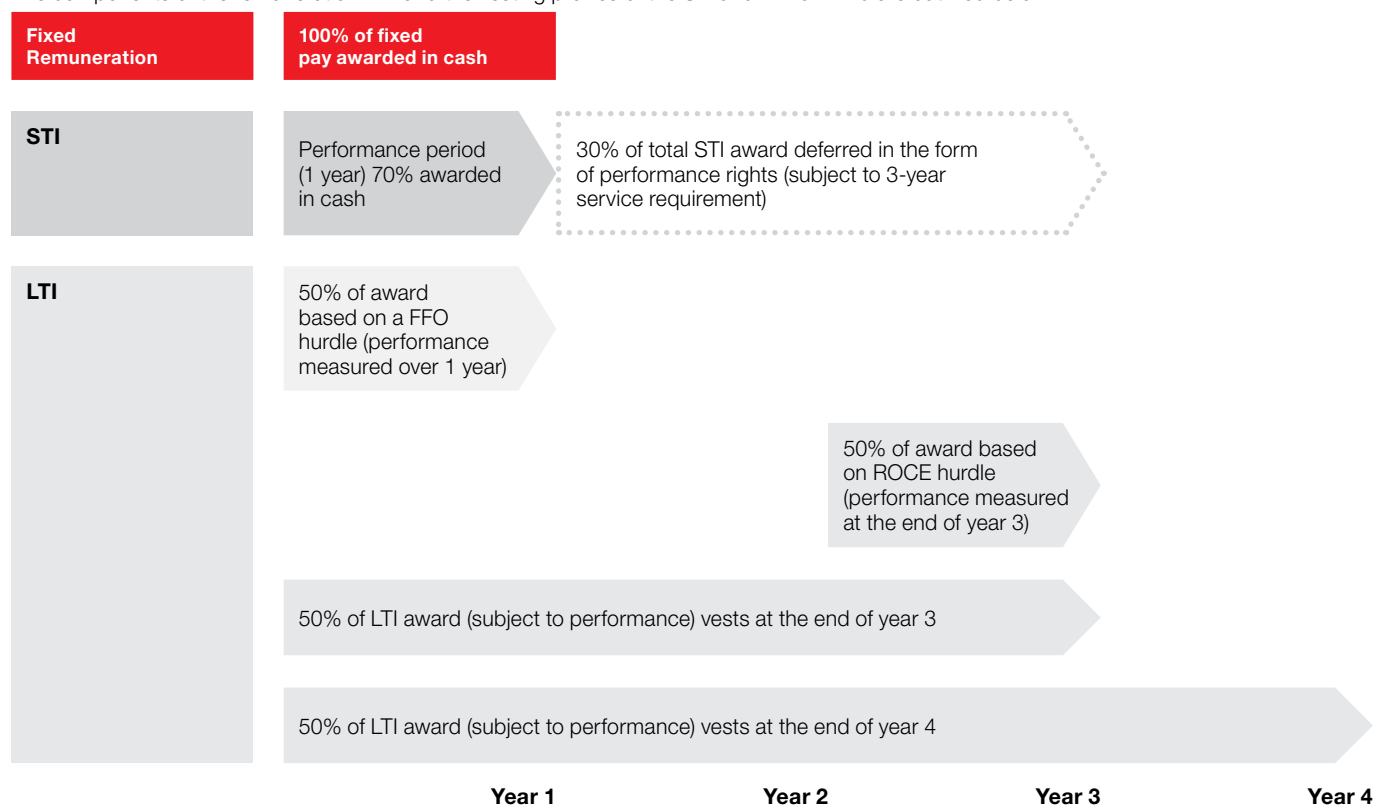 Fixed
Remuneration
100% of fixed
pay awarded in cash
STI
Performance period
(1 year) 70% awarded
in cash
30% of total STI award deferred in the form
of performance rights (subject to 3-year
service requirement)
LTI
50% of award
based on a FFO
hurdle (performance
measured over 1 year)
50% of award based
on ROCE hurdle
(performance measured
at the end of year 3)
50% of LTI award (subject to performance) vests at the end of year 3
50% of LTI award (subject to performance) vests at the end of year 4
Year 1 Year 2 Year 3 Year 4